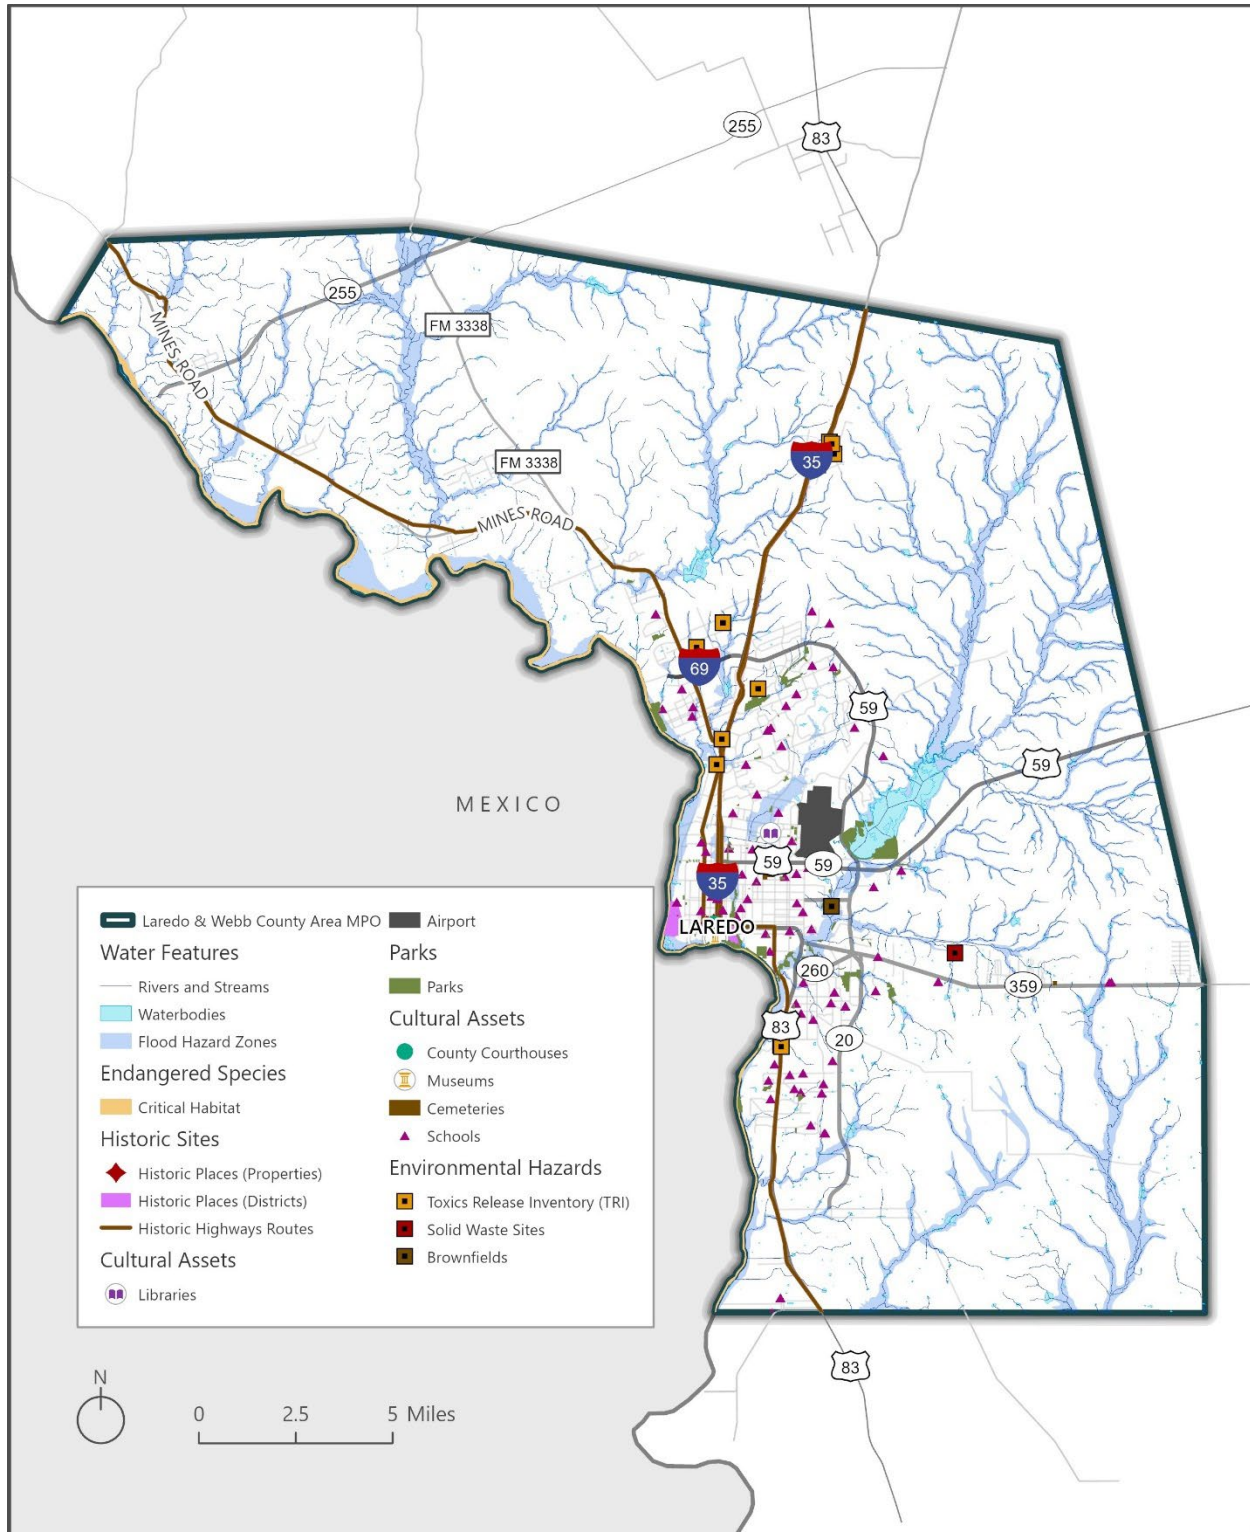 255
83
255
MINES ROAD
FM 3338
FM 3338
35
MINES ROAD
69
59
59
MEXICO
59
59
35
LAREDO
260
359
83
20
Laredo & Webb County Area MPO
Water Features
Rivers and Streams
Waterbodies
Flood Hazard Zones
Endangered Species
Critical Habitat
Historic Sites
Historic Places (Properties)
Historic Places (Districts)
Historic Highways Routes
Cultural Assets
Libraries
Airport
Parks
Parks
Cultural Assets
County Courthouses
Museums
Cemeteries
Schools
Environmental Hazards
Toxics Release Inventory (TRI)
Solid Waste Sites
Brownfields
83
N
0 2.5 5 Miles